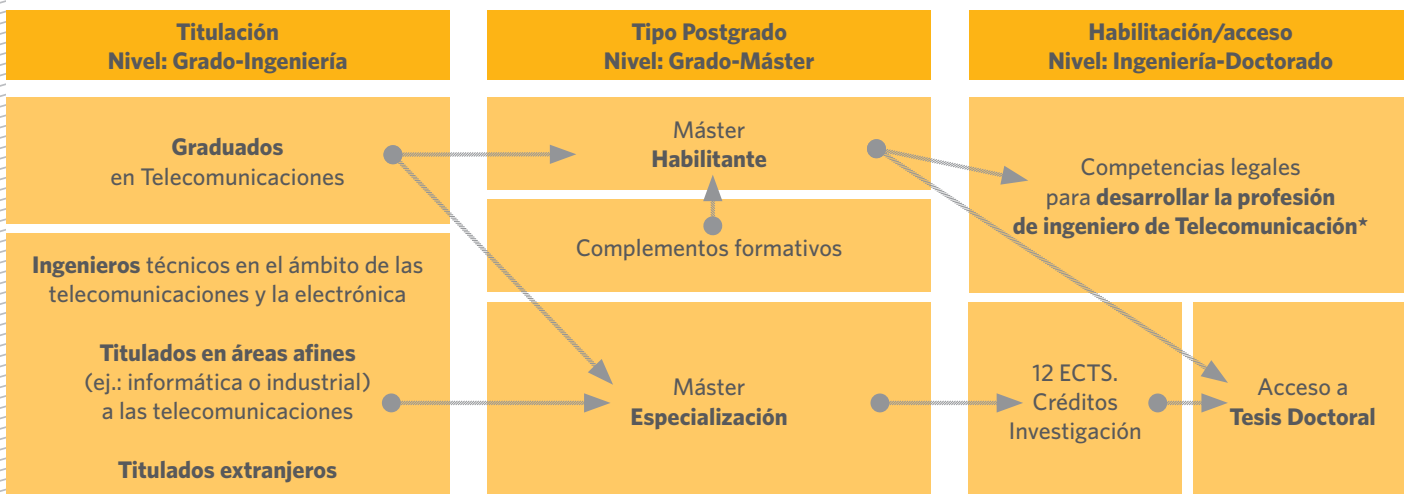 Titulación
Nivel: Grado-Ingeniería
Tipo Postgrado
Nivel: Grado-Máster
Habilitación/acceso
Nivel: Ingeniería-Doctorado
Graduados
en Telecomunicaciones
Máster
Habilitante
Complementos formativos
Competencias legales
para desarrollar la profesión
de ingeniero de Telecomunicación*
Ingenieros técnicos en el ámbito de las
telecomunicaciones y la electrónica
Titulados en áreas afines
(ej.: informática o industrial)
a las telecomunicaciones
Titulados extranjeros
Máster
Especialización
12 ECTS.
Créditos
Investigación
Acceso a
Tesis Doctoral